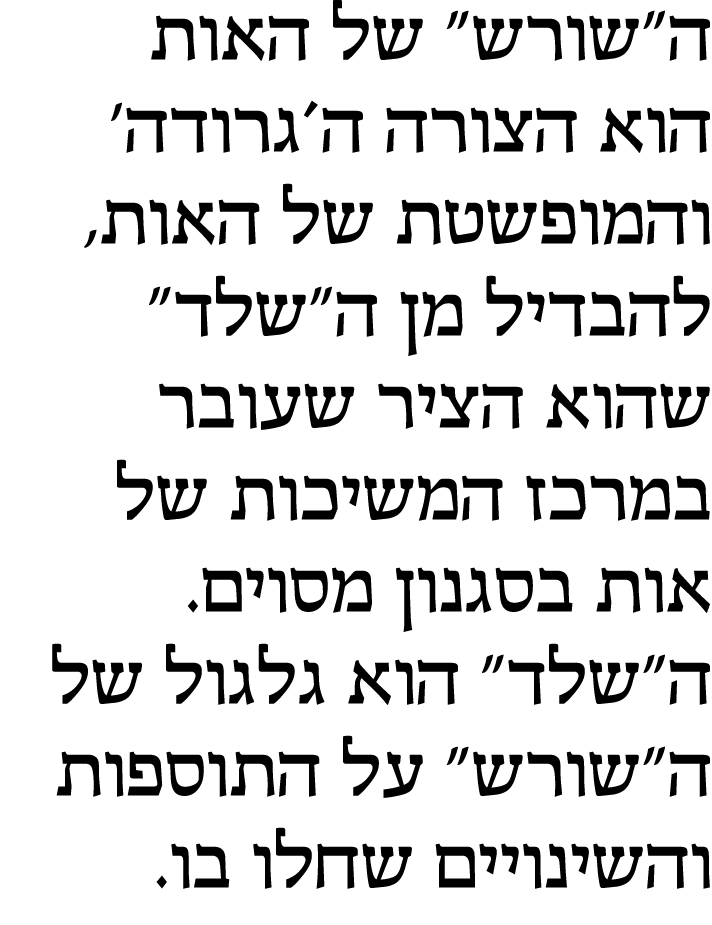 ה"שורש" של האות
הוא הצורה ה'גרודה'
והמופשטת של האות,
להבדיל מן ה"שלד"
שהוא הציר שעובר
במרכז המשיכות של
אות בסגנון מסוים.
ה"שלד" הוא גלגול של
ה"שורש" על התוספות
והשינויים שחלו בו.